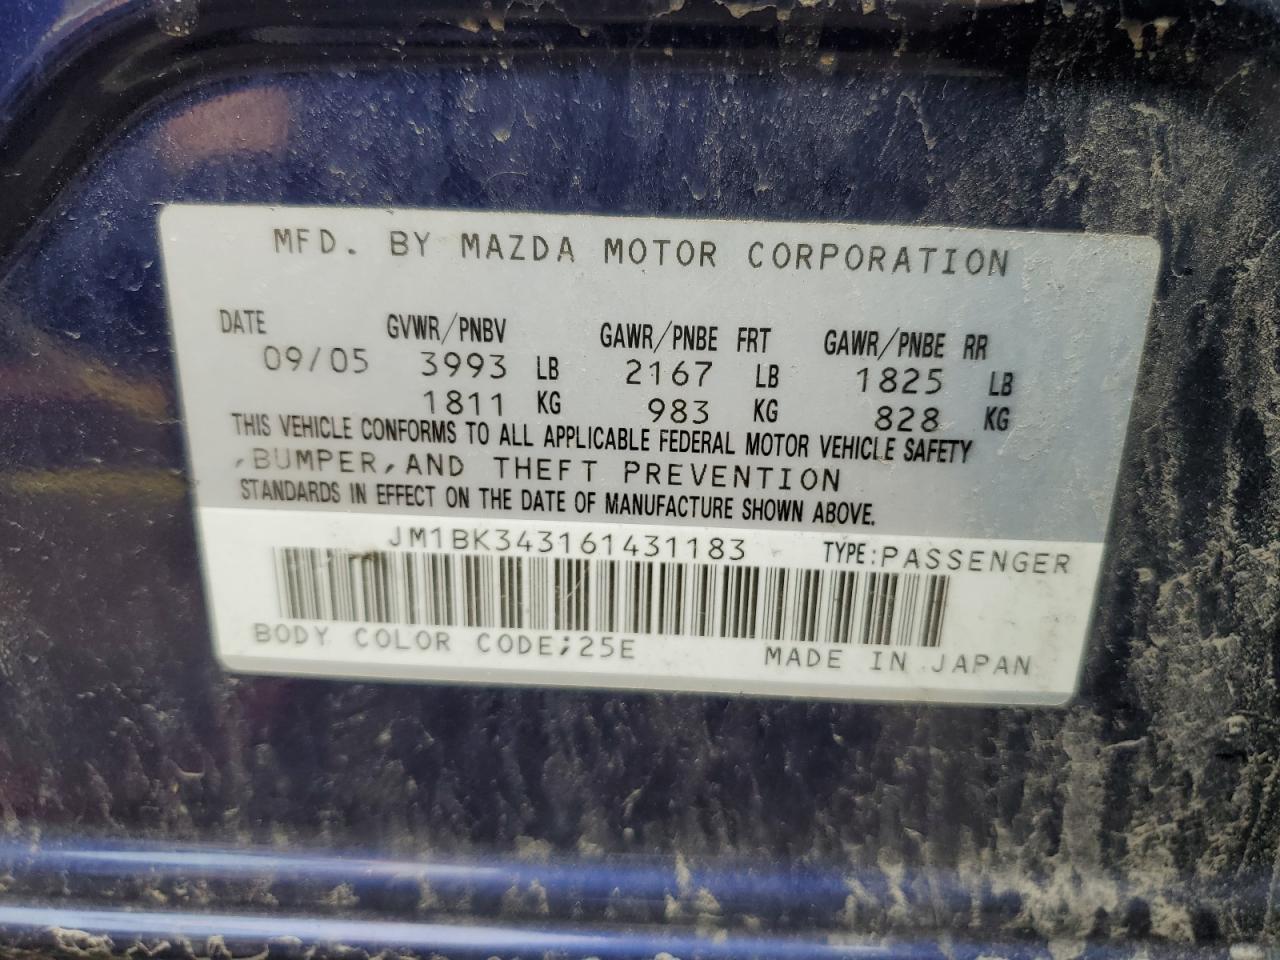 MFD. BY MAZDA MOTOR CORPORATION
DATE GVWR/PNBV GAWR/PNBE FRT GAWR/PNBE RR
09/05 3993 LB 2167 LB 1825 LB
1811 KG 983 KG 828 KG
THIS VEHICLE CONFORMS TO ALL APPLICABLE FEDERAL MOTOR VEHICLE SAFETY
,BUMPER,AND THEFT PREVENTION
STANDARDS IN EFFECT ON THE DATE OF MANUFACTURE SHOWN ABOVE.
JM1BK343161431183 TYPE:PASSENGER
BODY COLOR CODE;25E MADE IN JAPAN